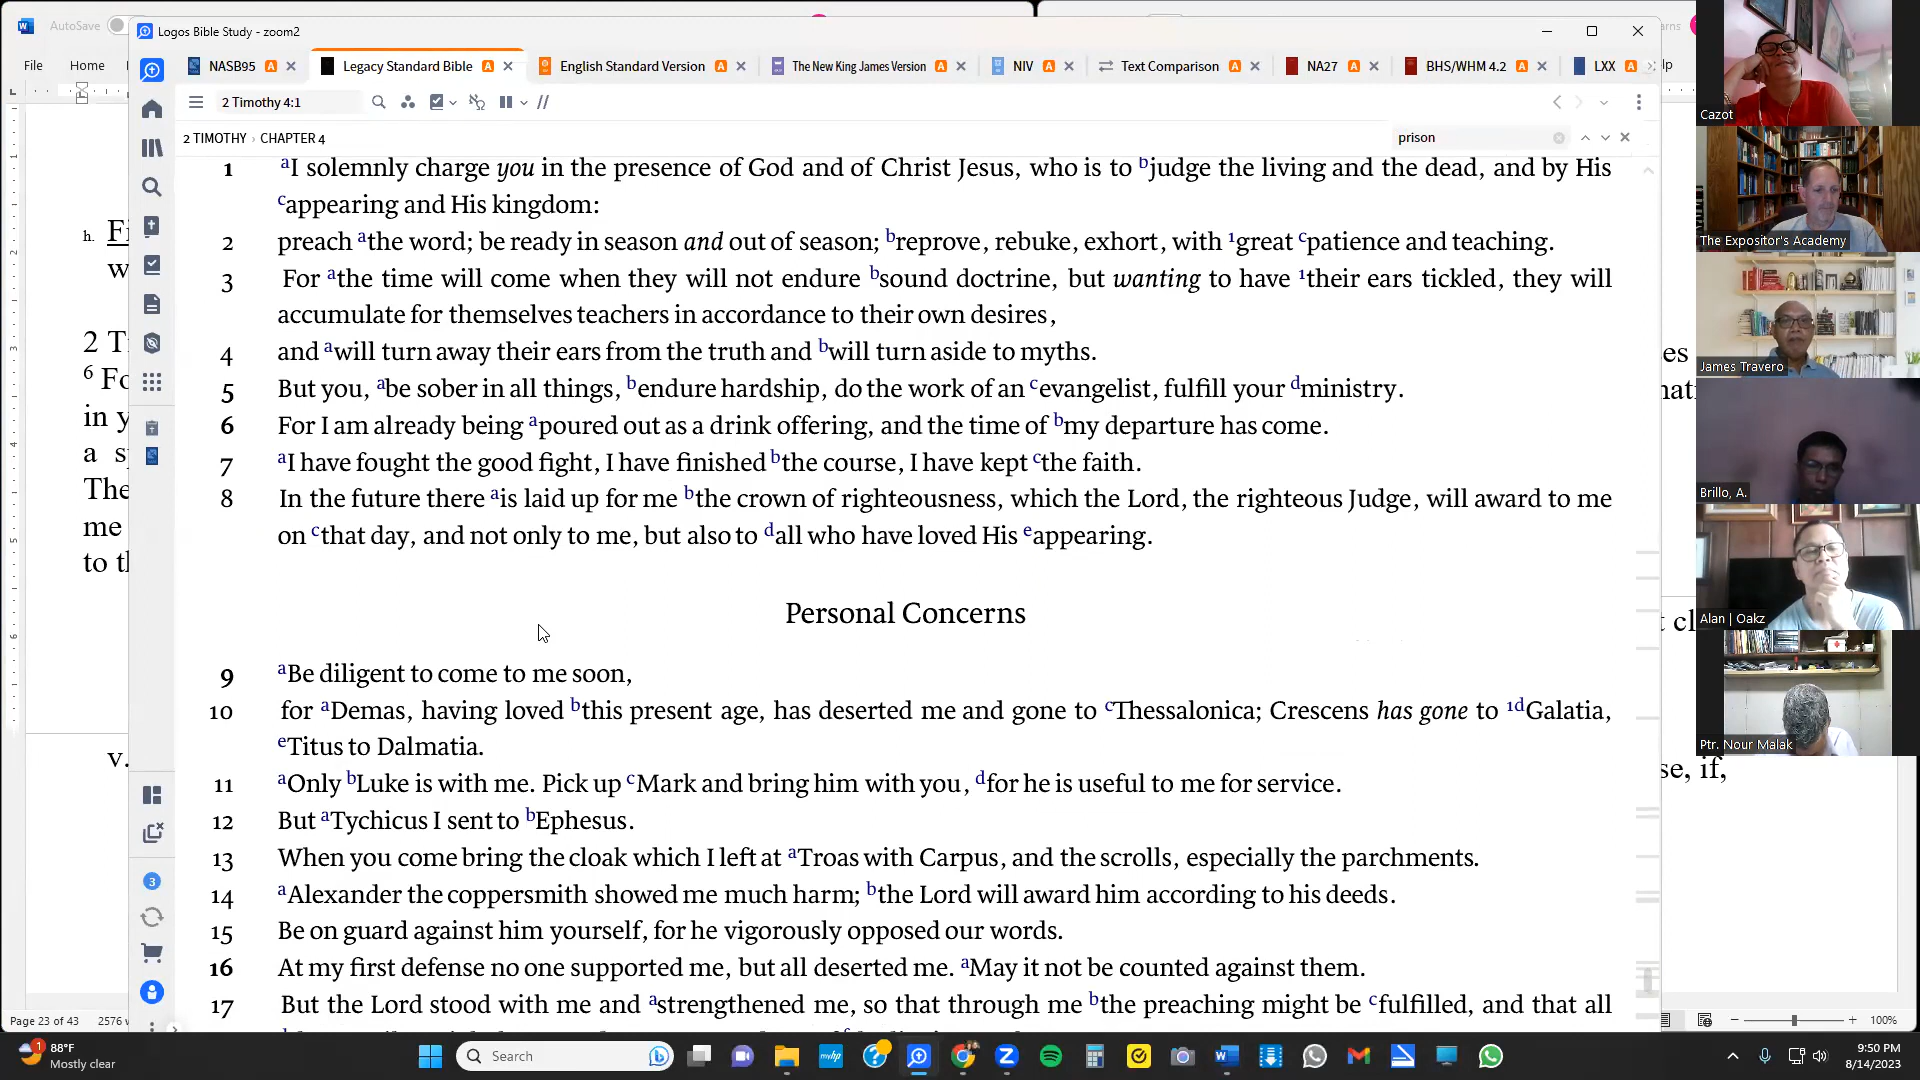 AutoSave
Logos Bible Study - zoom2
File Home
NASB95 A Legacy Standard Bible A English Standard Version A The New King James Version A NIV A Text Comparison A NA27 A BHS/WHM 4.2 A LXX A
2 Timothy 4:1
2 TIMOTHY › CHAPTER 4
prison
1 aI solemnly charge you in the presence of God and of Christ Jesus, who is to bjudge the living and the dead, and by His
cappearing and His kingdom:
2 preach athe word; be ready in season and out of season; breprove, rebuke, exhort, with 1great cpatience and teaching.
3 For athe time will come when they will not endure bsound doctrine, but wanting to have 1their ears tickled, they will
accumulate for themselves teachers in accordance to their own desires,
4 and awill turn away their ears from the truth and bwill turn aside to myths.
5 But you, abe sober in all things, bendure hardship, do the work of an cevangelist, fulfill your dministry.
6 For I am already being apoured out as a drink offering, and the time of bmy departure has come.
7 aI have fought the good fight, I have finished bthe course, I have kept cthe faith.
8 In the future there ais laid up for me bthe crown of righteousness, which the Lord, the righteous Judge, will award to me
on cthat day, and not only to me, but also to dall who have loved His eappearing.
Personal Concerns
9 aBe diligent to come to me soon,
10 for aDemas, having loved bthis present age, has deserted me and gone to cThessalonica; Crescens has gone to 1dGalatia,
eTitus to Dalmatia.
11 aOnly bLuke is with me. Pick up cMark and bring him with you, dfor he is useful to me for service.
12 But aTychicus I sent to bEphesus.
13 When you come bring the cloak which I left at aTroas with Carpus, and the scrolls, especially the parchments.
14 aAlexander the coppersmith showed me much harm; bthe Lord will award him according to his deeds.
15 Be on guard against him yourself, for he vigorously opposed our words.
16 At my first defense no one supported me, but all deserted me. aMay it not be counted against them.
17 But the Lord stood with me and astrengthened me, so that through me bthe preaching might be cfulfilled, and that all
h.
2 Ti
6 Fo
in y
a sp
The
me
to th
v.
se, if,
3
Cazot
The Expositor's Academy
James Travero
Brillo, A.
Alan | Oakz
Ptr. Nour Malak
Page 23 of 43
100%
1
88°F
Mostly clear
Search
myhp
9:50 PM
8/14/2023